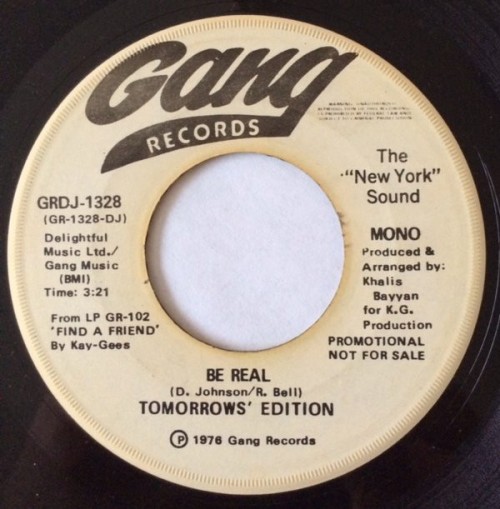 Gang
RECORDS
The
"New York"
Sound
GRDJ-1328
(GR-1328-DJ)
Delightful
Music Ltd./
Gang Music
(BMI)
Time: 3:21
From LP GR-102
'FIND A FRIEND'
By Kay-Gees
MONO
Produced &
Arranged by:
Khalis
Bayyan
for K.G.
Production
PROMOTIONAL
NOT FOR SALE
BE REAL
(D. Johnson/R. Bell)
TOMORROWS' EDITION
Ⓟ 1976 Gang Records